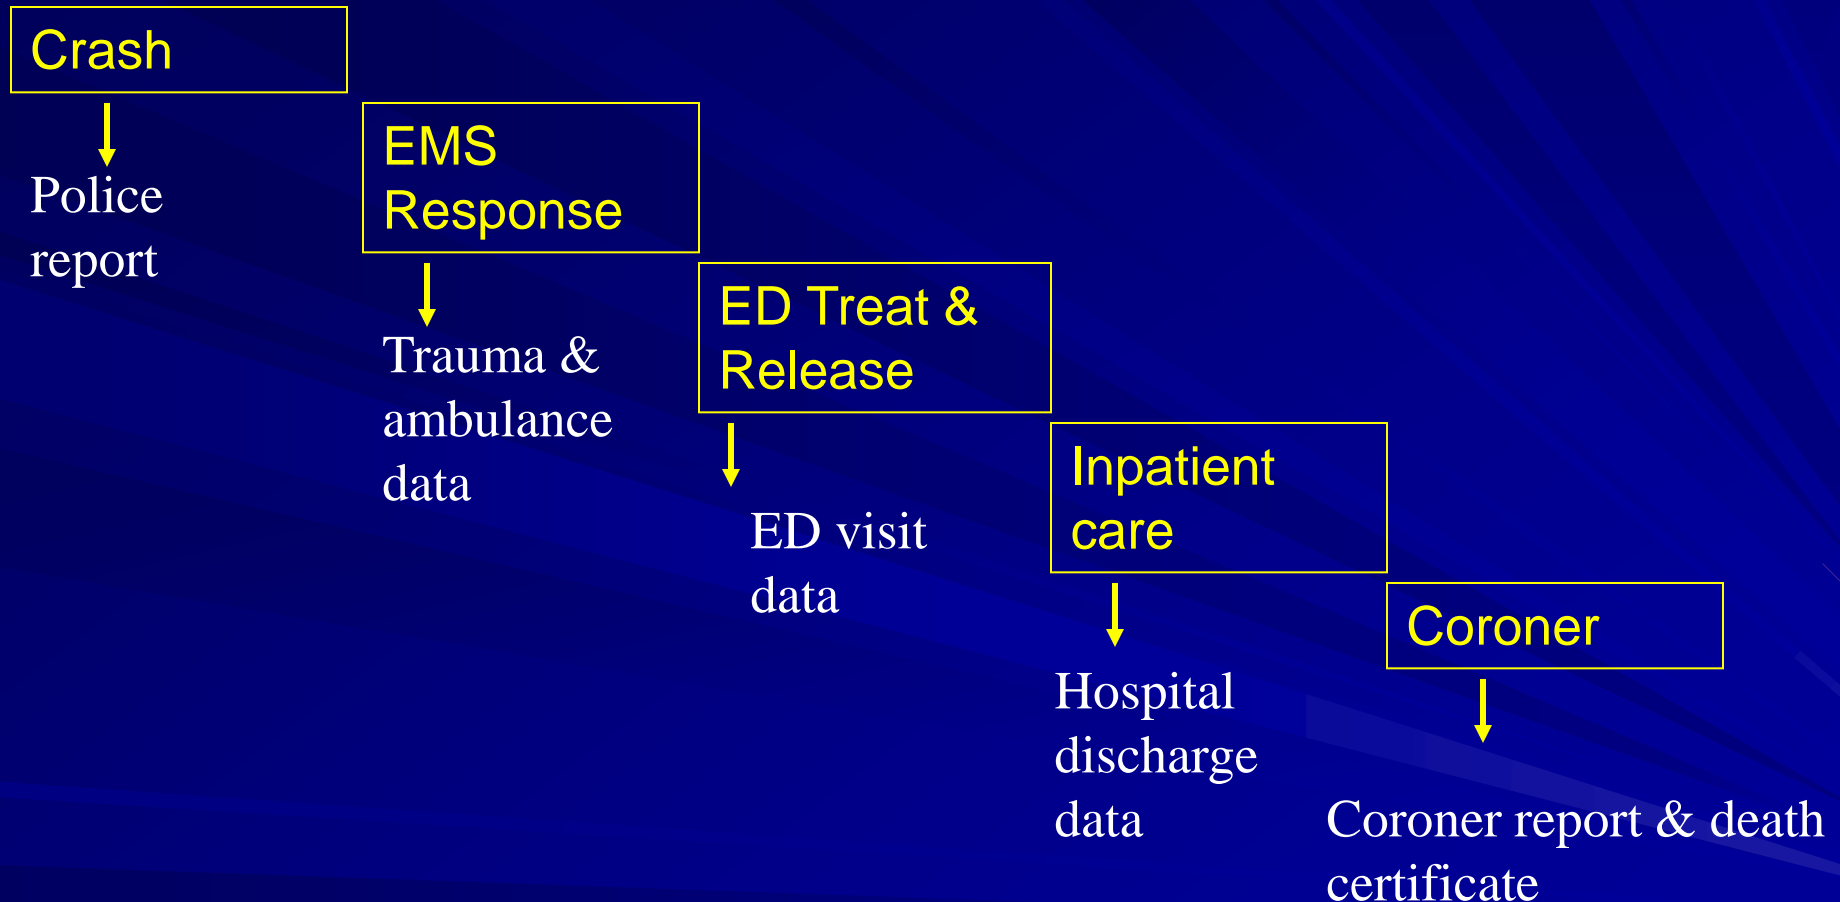 Crash
Police
report
EMS
Response
Trauma &
ambulance
data
ED Treat &
Release
ED visit
data
Inpatient
care
Hospital
discharge
data
Coroner
Coroner report & death
certificate